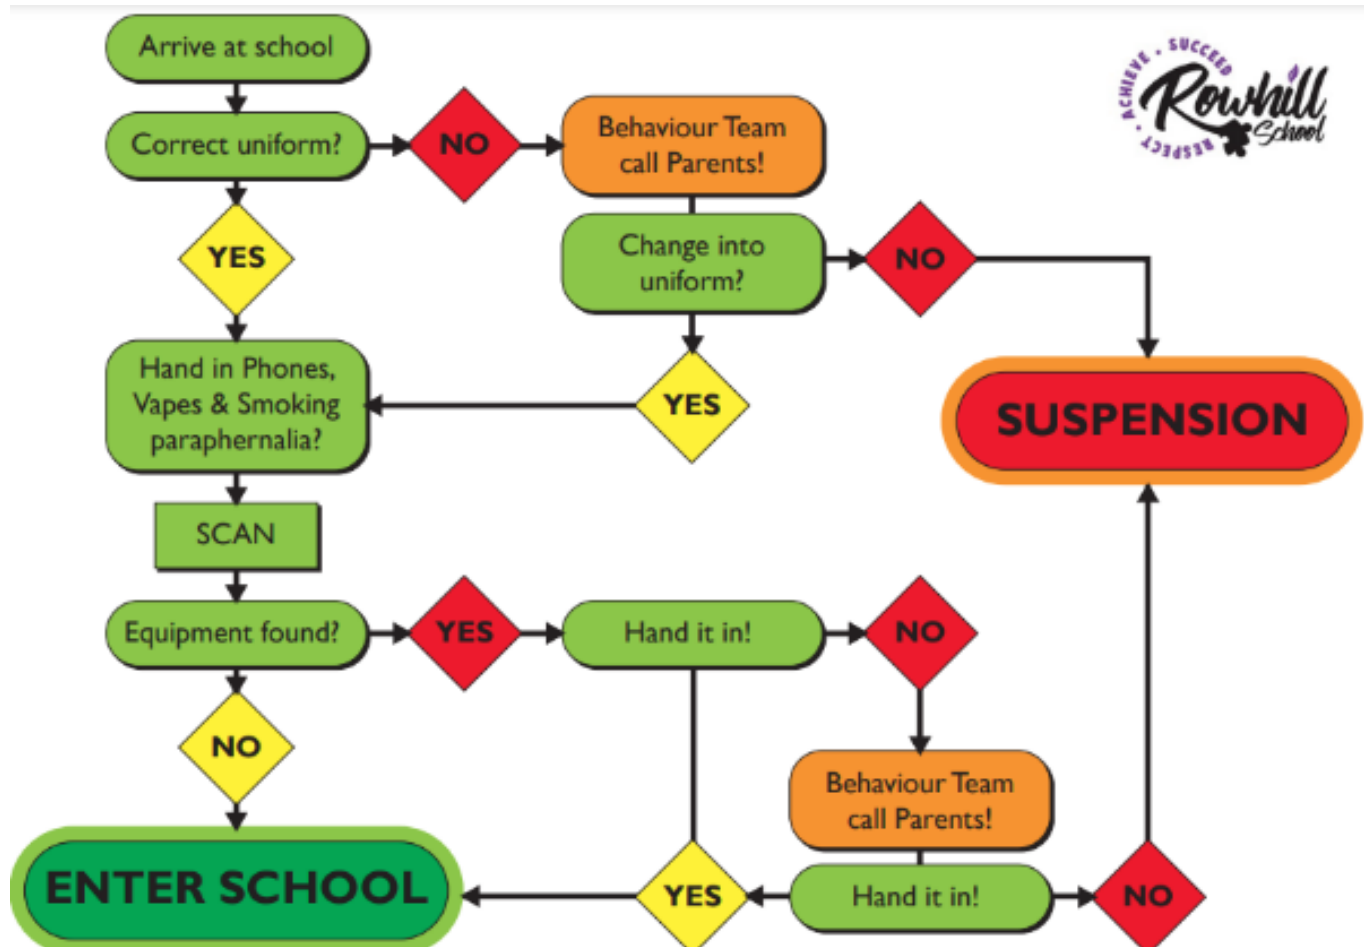 Arrive at school
Correct uniform?
NO
Behaviour Team
call Parents!
RESPECT . ACHIEVE . SUCCEED
Rowhill
School
YES
Change into
uniform?
NO
Hand in Phones,
Vapes & Smoking
paraphernalia?
YES
SUSPENSION
SCAN
Equipment found?
YES
Hand it in!
NO
NO
Behaviour Team
call Parents!
ENTER SCHOOL
YES
Hand it in!
NO